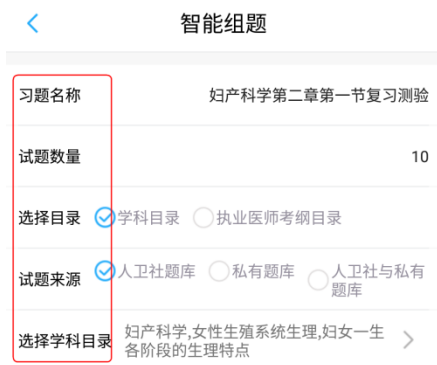 智能组题
习题名称 妇产科学第二章第一节复习测验
试题数量 10
选择目录 学科目录 执业医师考纲目录
试题来源 人卫社题库 私有题库 人卫社与私有
题库
选择学科目录 妇产科学,女性生殖系统生理,妇女一生
各阶段的生理特点